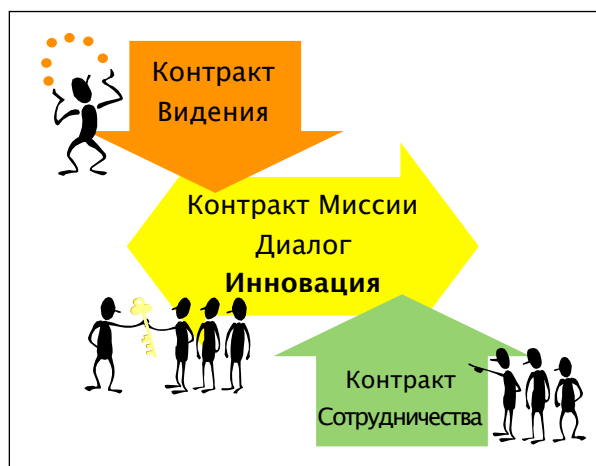 Контракт
Видения
Контракт Миссии
Диалог
Инновация
Контракт
Сотрудничества